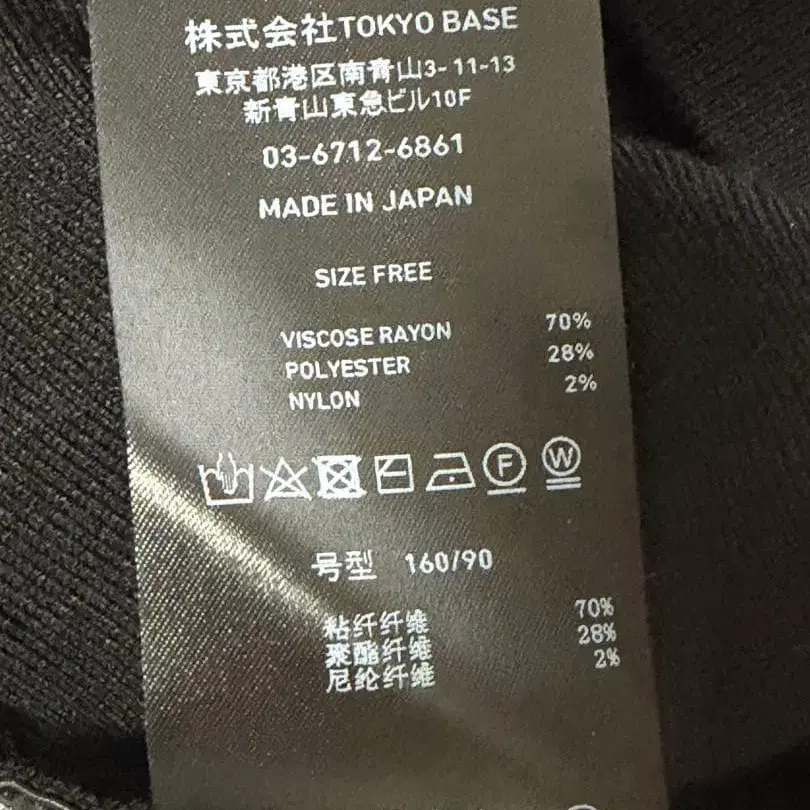 株式会社TOKYO BASE
東京都港区南青山3-11-13
新青山東急ビル10F
03-6712-6861
MADE IN JAPAN
SIZE FREE
VISCOSE RAYON 70%
POLYESTER 28%
NYLON 2%
F W
号型 160/90
粘纤纤维 70%
聚酯纤维 28%
尼纶纤维 2%